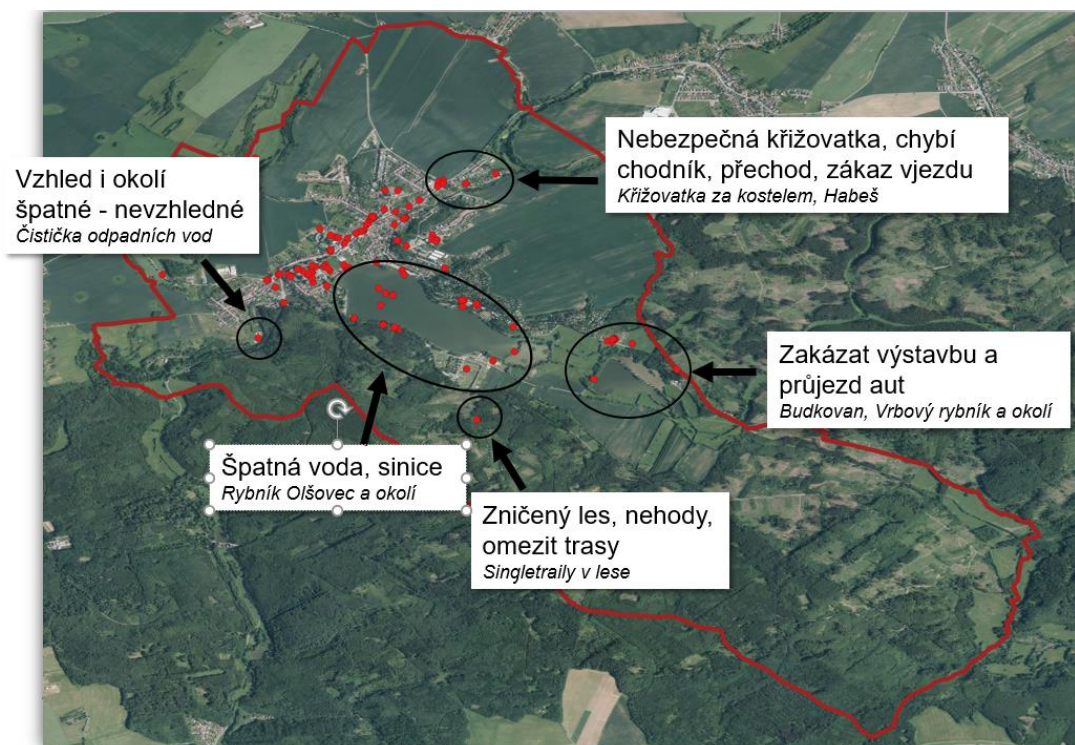 Nebezpečná křižovatka, chybí
chodník, přechod, zákaz vjezdu
Křižovatka za kostelem, Habeš
Vzhled i okolí
špatné - nevzhledné
Čistička odpadních vod
Zakázat výstavbu a
průjezd aut
Budkovan, Vrbový rybník a okolí
Špatná voda, sinice
Rybník Olšovec a okolí
Zničený les, nehody,
omezit trasy
Singletraily v lese